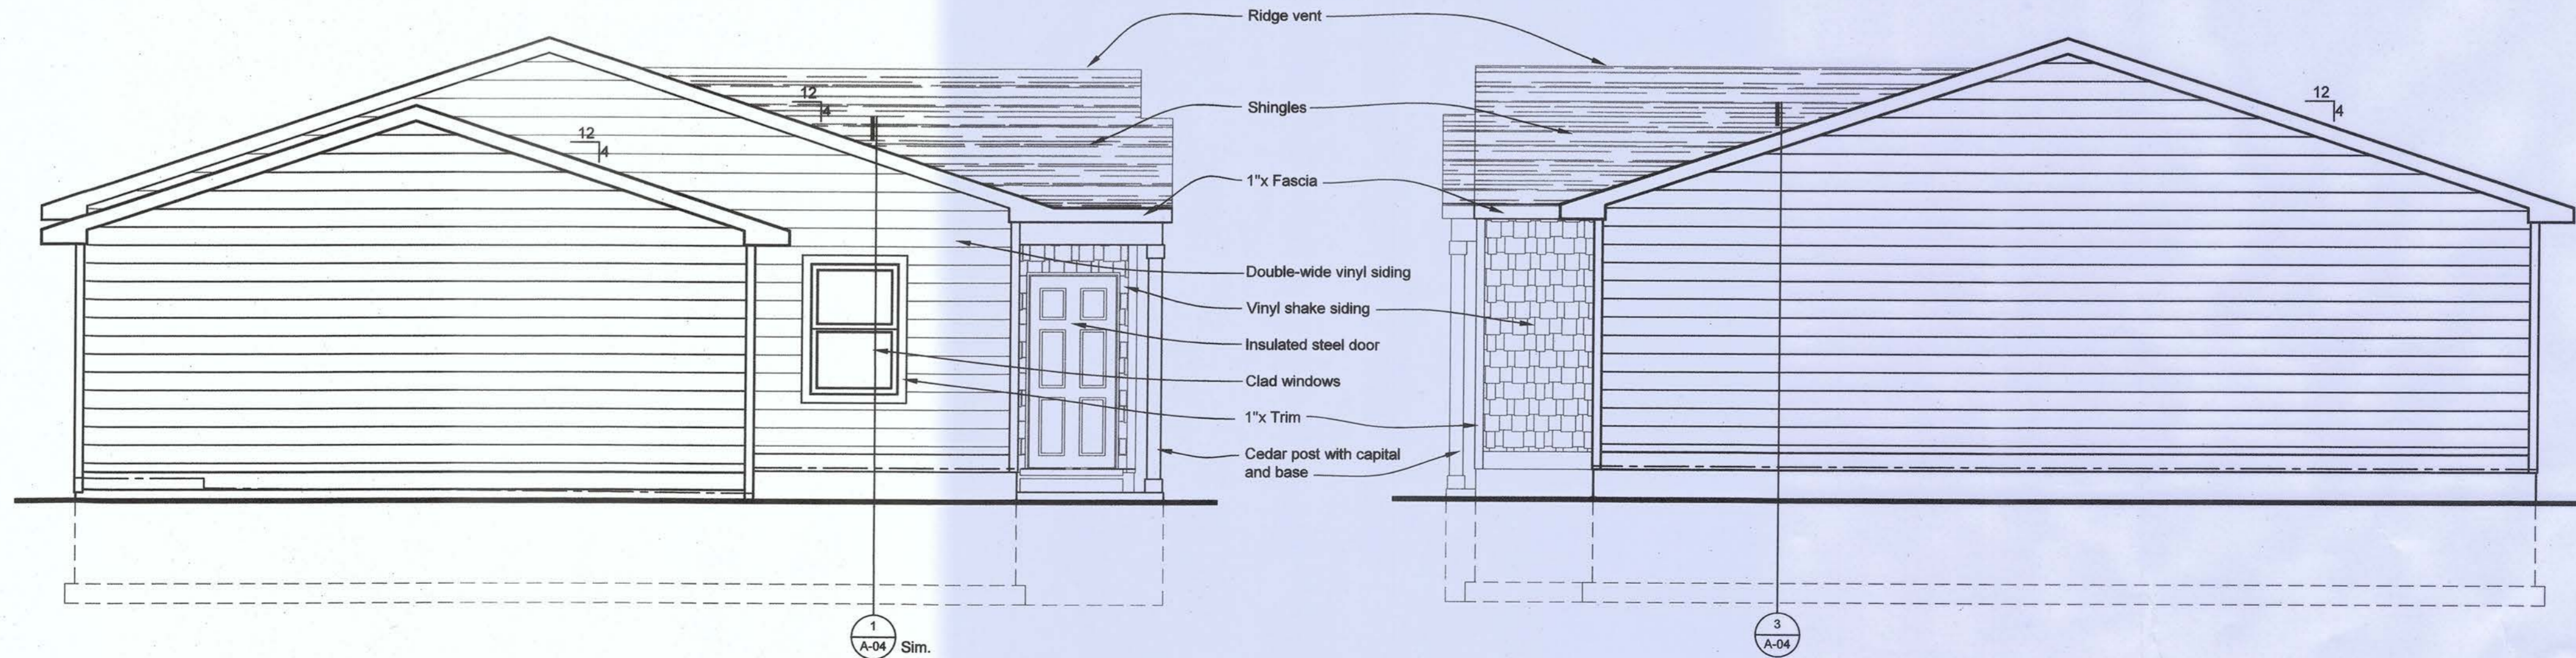 Ridge vent
12
4
12
4
12
4
Shingles
1"x Fascia
Double-wide vinyl siding
Vinyl shake siding
Insulated steel door
Clad windows
1"x Trim
Cedar post with capital
and base
1
A-04
Sim.
3
A-04